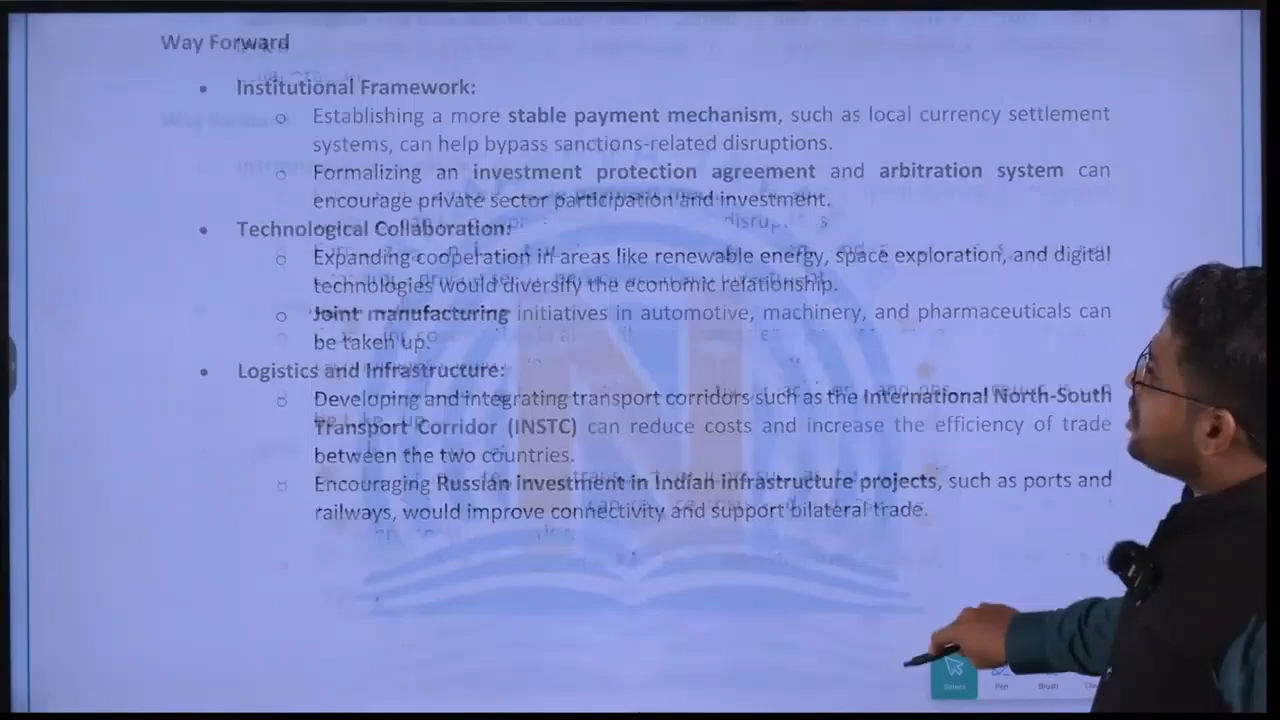 Way Forward
• Institutional Framework:
o Establishing a more stable payment mechanism, such as local currency settlement
systems, can help bypass sanctions-related disruptions.
o Formalizing an investment protection agreement and arbitration system can
encourage private sector participation and investment.
• Technological Collaboration:
o Expanding cooperation in areas like renewable energy, space exploration, and digital
technologies would diversify the economic relationship.
o Joint manufacturing initiatives in automotive, machinery, and pharmaceuticals can
be taken up.
• Logistics and Infrastructure:
o Developing and integrating transport corridors such as the International North-South
Transport Corridor (INSTC) can reduce costs and increase the efficiency of trade
between the two countries.
o Encouraging Russian investment in Indian infrastructure projects, such as ports and
railways, would improve connectivity and support bilateral trade.
N
Select Pen Brush